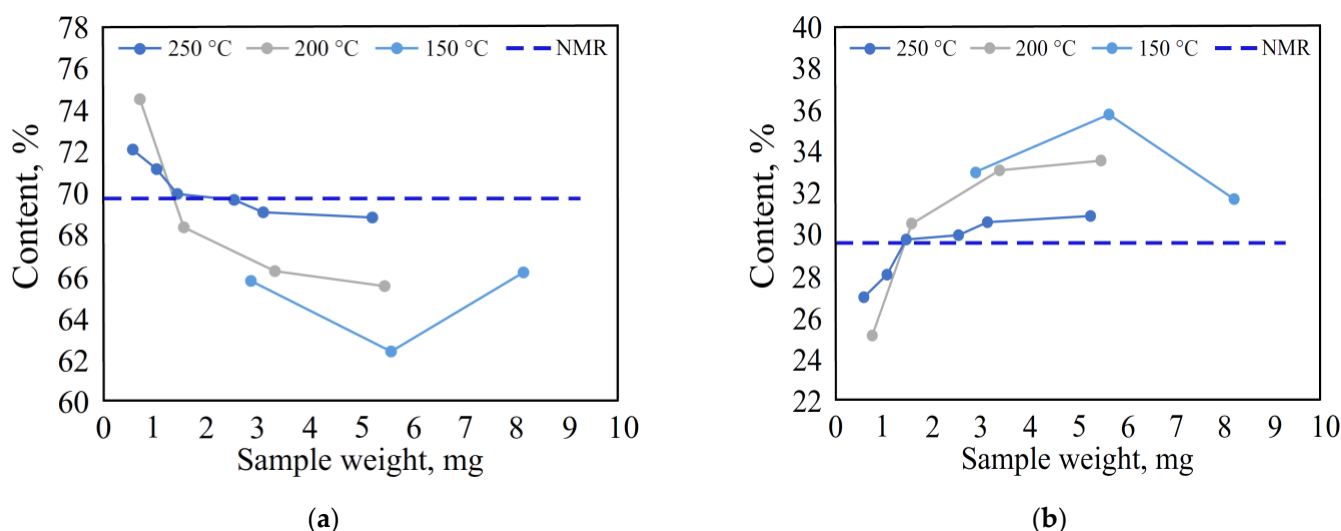 78
76
74
72
70
68
66
64
62
60
Content, %
250 °C 200 °C 150 °C NMR
0 1 2 3 4 5 6 7 8 9 10
Sample weight, mg
(a)
40
38
36
34
32
30
28
26
24
22
Content, %
250 °C 200 °C 150 °C NMR
0 1 2 3 4 5 6 7 8 9 10
Sample weight, mg
(b)